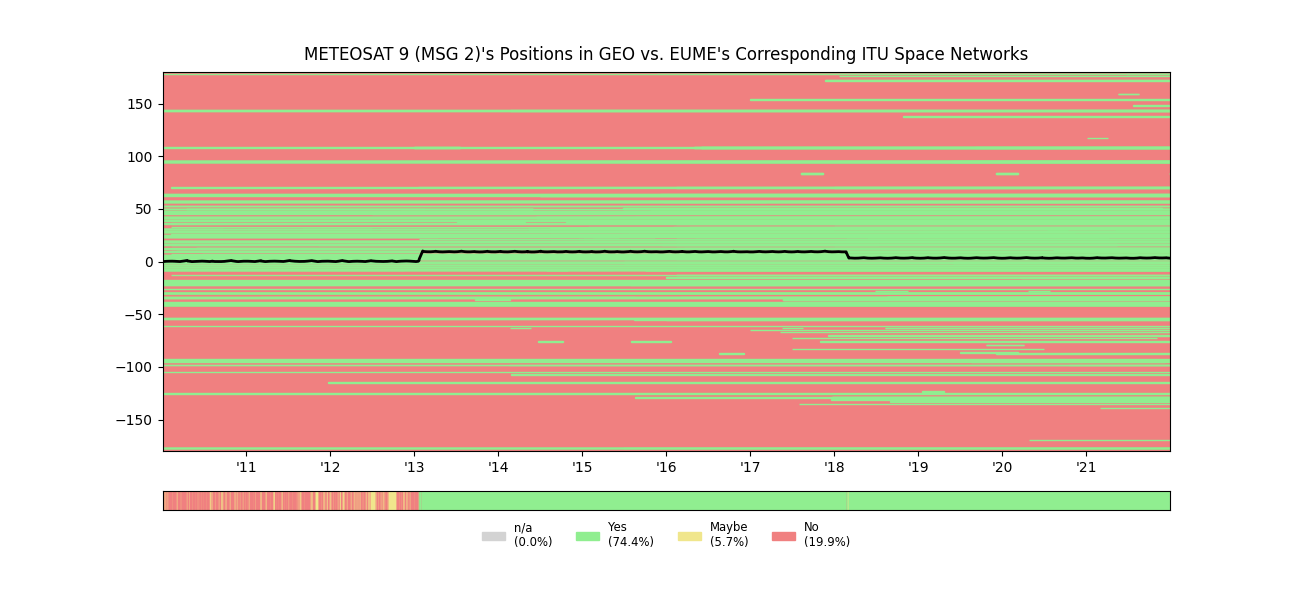 METEOSAT 9 (MSG 2)'s Positions in GEO vs. EUME's Corresponding ITU Space Networks
150
100
50
0
−50
−100
−150
'11 '12 '13 '14 '15 '16 '17 '18 '19 '20 '21
n/a Yes Maybe No
(0.0%) (74.4%) (5.7%) (19.9%)